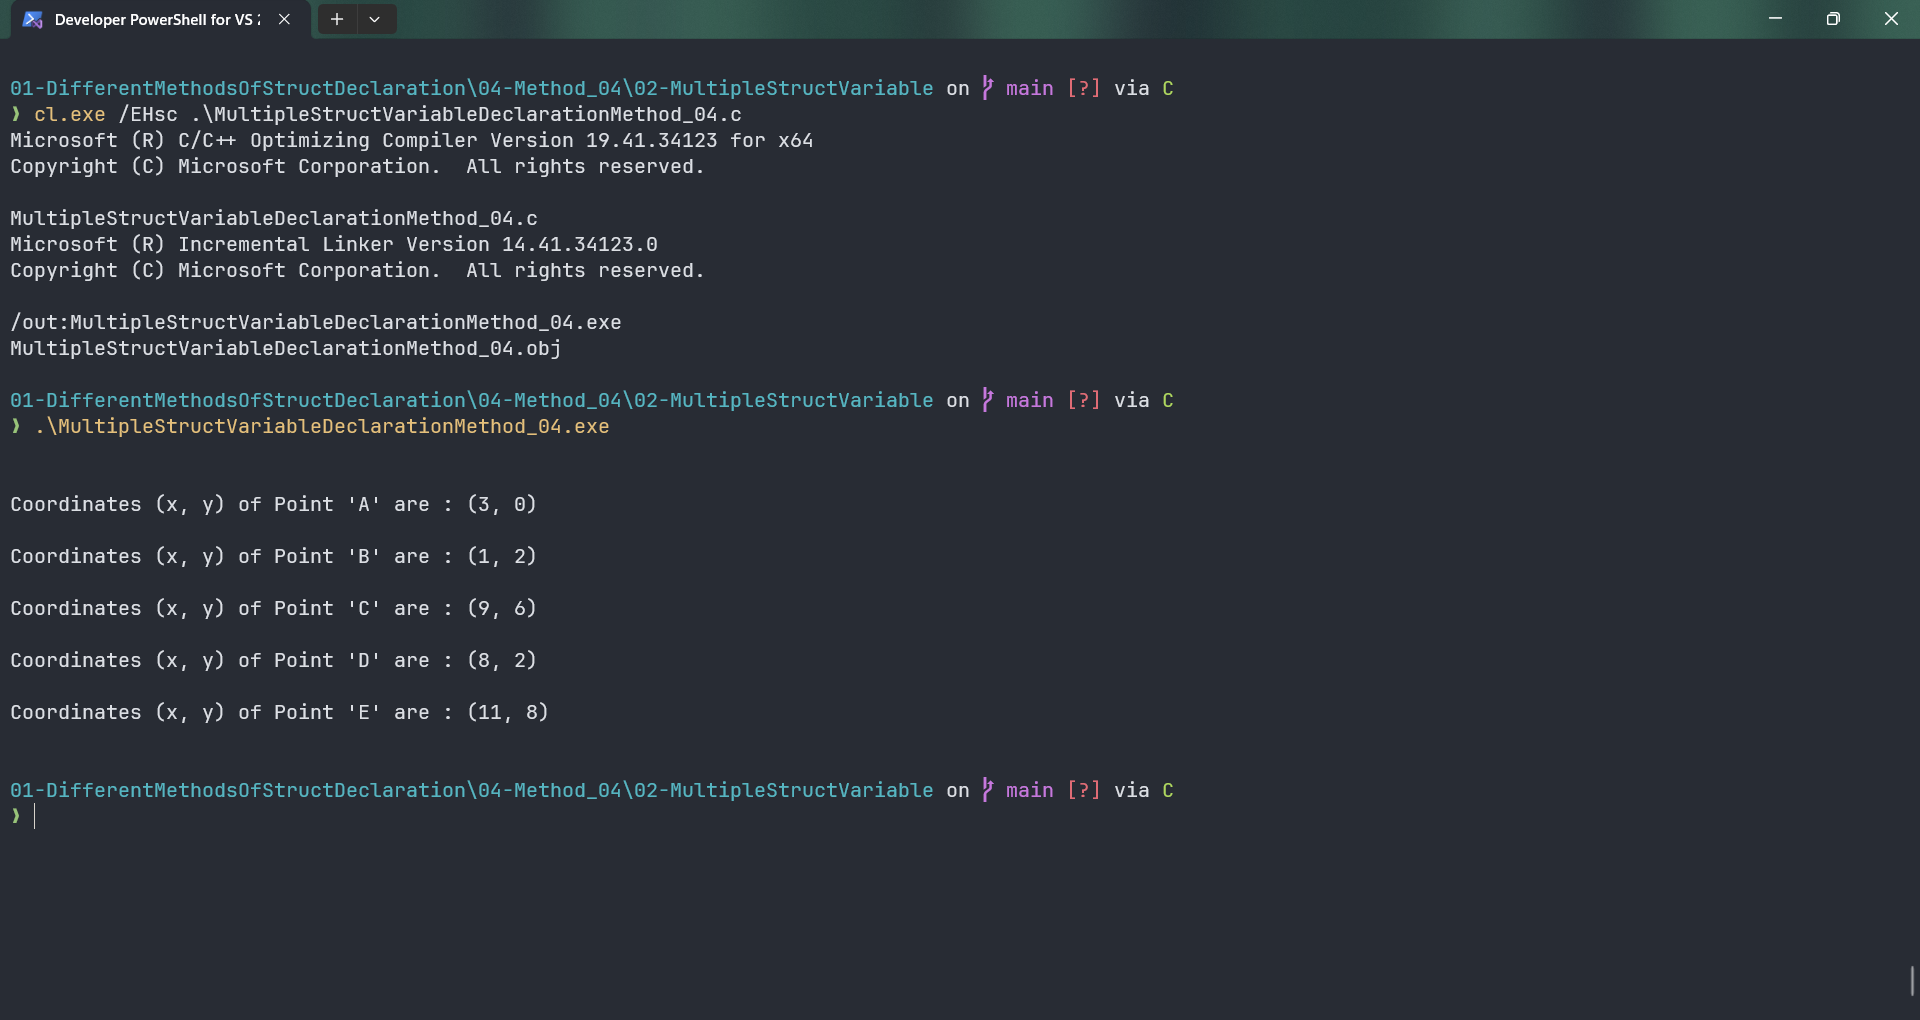 Developer PowerShell for VS
01-DifferentMethodsOfStructDeclaration\04-Method_04\02-MultipleStructVariable on main [?] via C
❱ cl.exe /EHsc .\MultipleStructVariableDeclarationMethod_04.c
Microsoft (R) C/C++ Optimizing Compiler Version 19.41.34123 for x64
Copyright (C) Microsoft Corporation.  All rights reserved.
MultipleStructVariableDeclarationMethod_04.c
Microsoft (R) Incremental Linker Version 14.41.34123.0
Copyright (C) Microsoft Corporation.  All rights reserved.
/out:MultipleStructVariableDeclarationMethod_04.exe
MultipleStructVariableDeclarationMethod_04.obj
01-DifferentMethodsOfStructDeclaration\04-Method_04\02-MultipleStructVariable on main [?] via C
❱ .\MultipleStructVariableDeclarationMethod_04.exe
Coordinates (x, y) of Point 'A' are : (3, 0)
Coordinates (x, y) of Point 'B' are : (1, 2)
Coordinates (x, y) of Point 'C' are : (9, 6)
Coordinates (x, y) of Point 'D' are : (8, 2)
Coordinates (x, y) of Point 'E' are : (11, 8)
01-DifferentMethodsOfStructDeclaration\04-Method_04\02-MultipleStructVariable on main [?] via C
❱